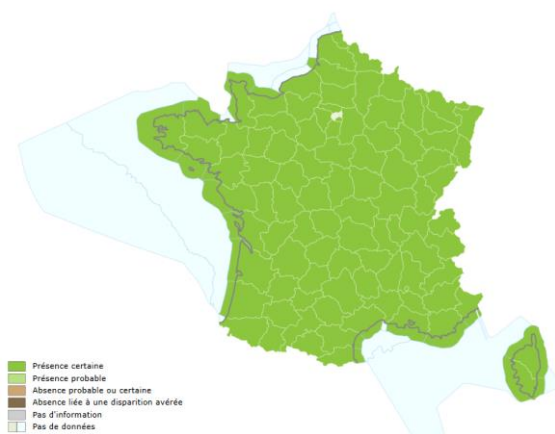 Présence certaine
Présence probable
Absence probable ou certaine
Absence liée à une disparition avérée
Pas d'information
Pas de données